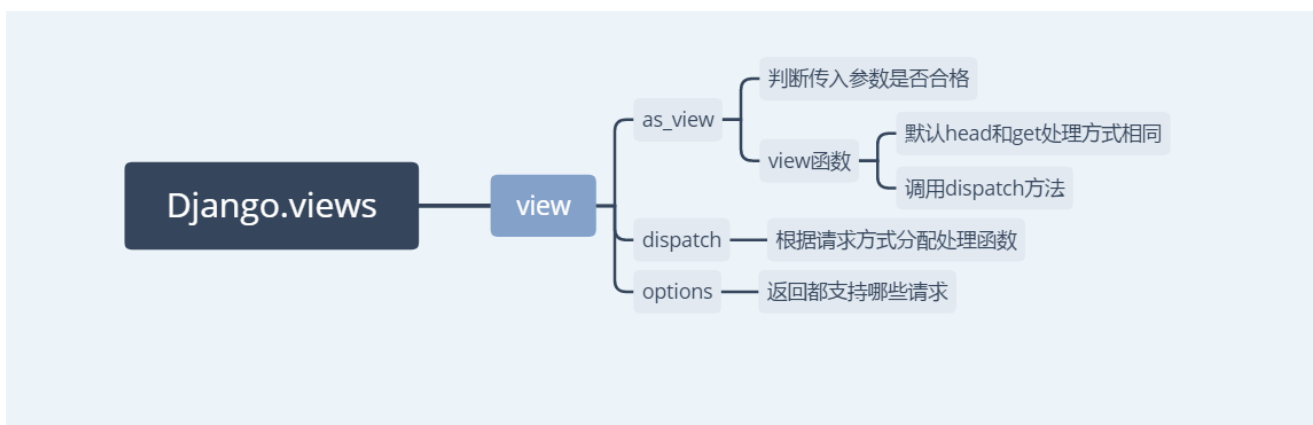 Django.views
view
as_view
判断传入参数是否合格
view函数
默认head和get处理方式相同
调用dispatch方法
dispatch
根据请求方式分配处理函数
options
返回都支持哪些请求